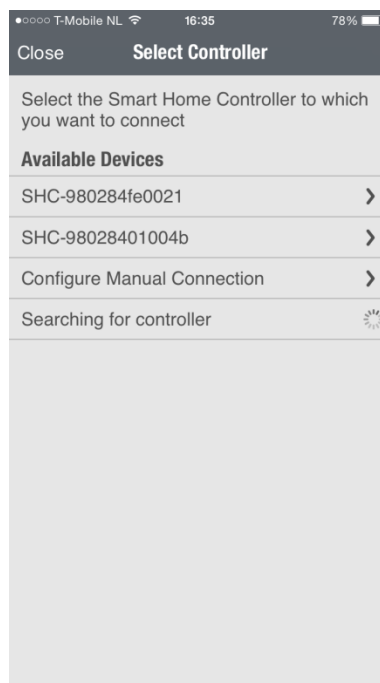 T-Mobile NL 16:35 78%
Close Select Controller
Select the Smart Home Controller to which
you want to connect
Available Devices
SHC-980284fe0021
SHC-98028401004b
Configure Manual Connection
Searching for controller